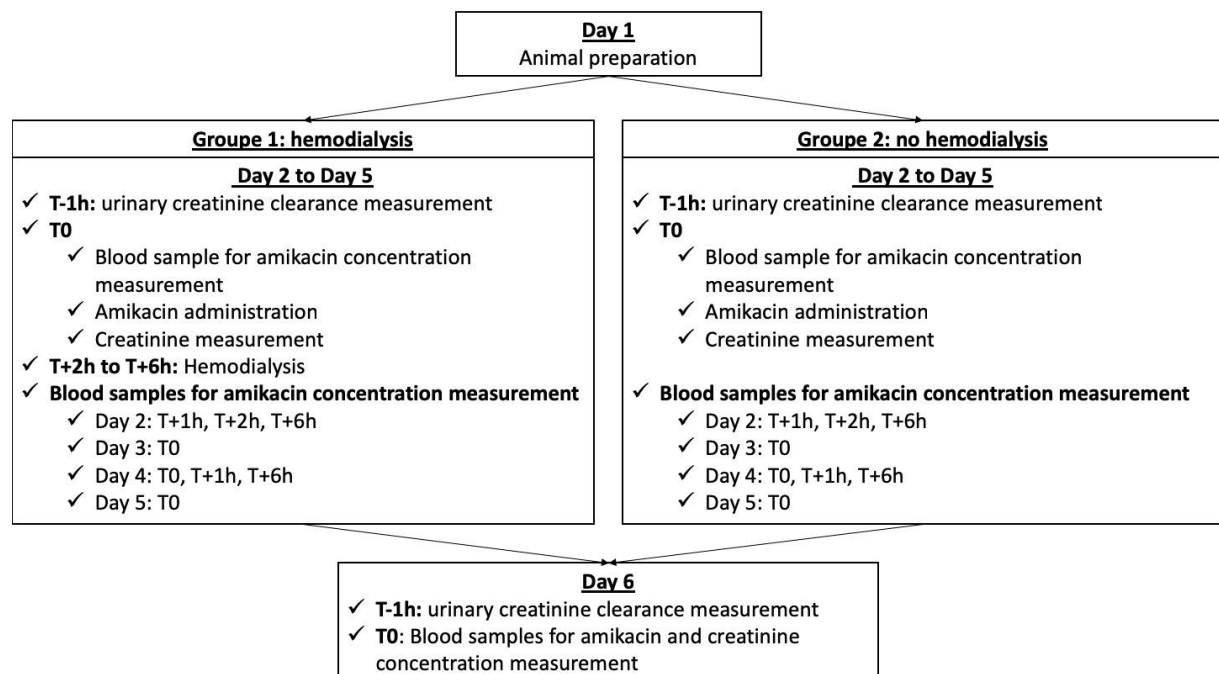 Day 1
Animal preparation
Groupe 1: hemodialysis
Day 2 to Day 5
✓ T-1h: urinary creatinine clearance measurement
✓ T0
✓ Blood sample for amikacin concentration
measurement
✓ Amikacin administration
✓ Creatinine measurement
✓ T+2h to T+6h: Hemodialysis
✓ Blood samples for amikacin concentration measurement
✓ Day 2: T+1h, T+2h, T+6h
✓ Day 3: T0
✓ Day 4: T0, T+1h, T+6h
✓ Day 5: T0
Groupe 2: no hemodialysis
Day 2 to Day 5
✓ T-1h: urinary creatinine clearance measurement
✓ T0
✓ Blood sample for amikacin concentration
measurement
✓ Amikacin administration
✓ Creatinine measurement
✓ Blood samples for amikacin concentration measurement
✓ Day 2: T+1h, T+2h, T+6h
✓ Day 3: T0
✓ Day 4: T0, T+1h, T+6h
✓ Day 5: T0
Day 6
✓ T-1h: urinary creatinine clearance measurement
✓ T0: Blood samples for amikacin and creatinine
concentration measurement